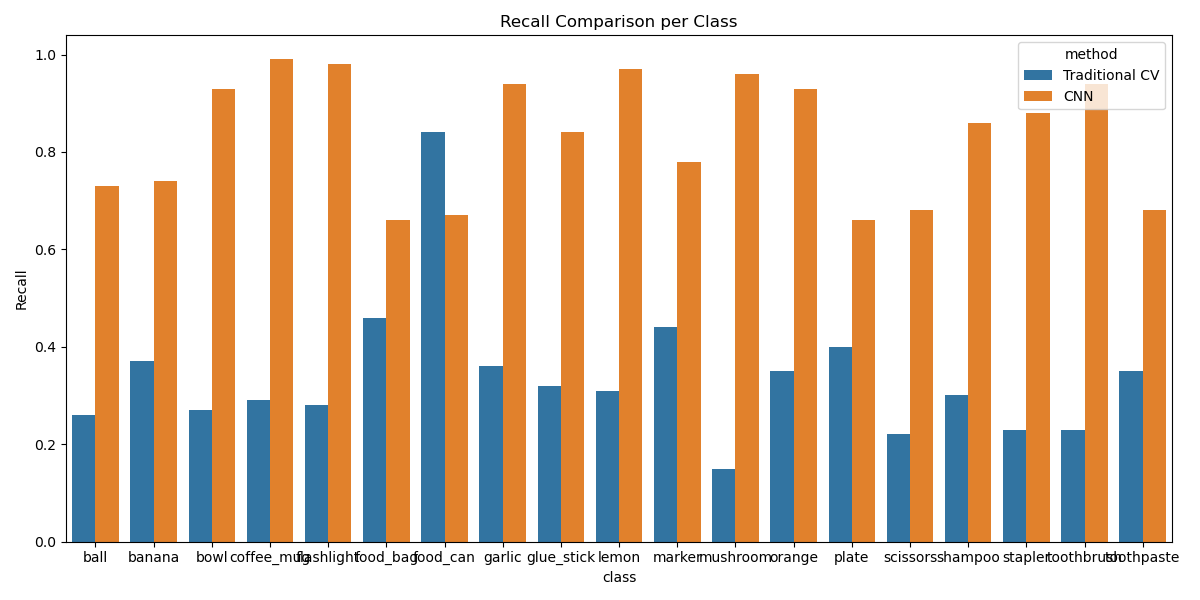 Recall Comparison per Class
method
Traditional CV
CNN
1.0
0.8
0.6
0.4
0.2
0.0
Recall
ball banana bowl coffee_mug flashlight food_bag food_can garlic glue_stick lemon marker mushroom orange plate scissors shampoo stapler toothbrush toothpaste
class